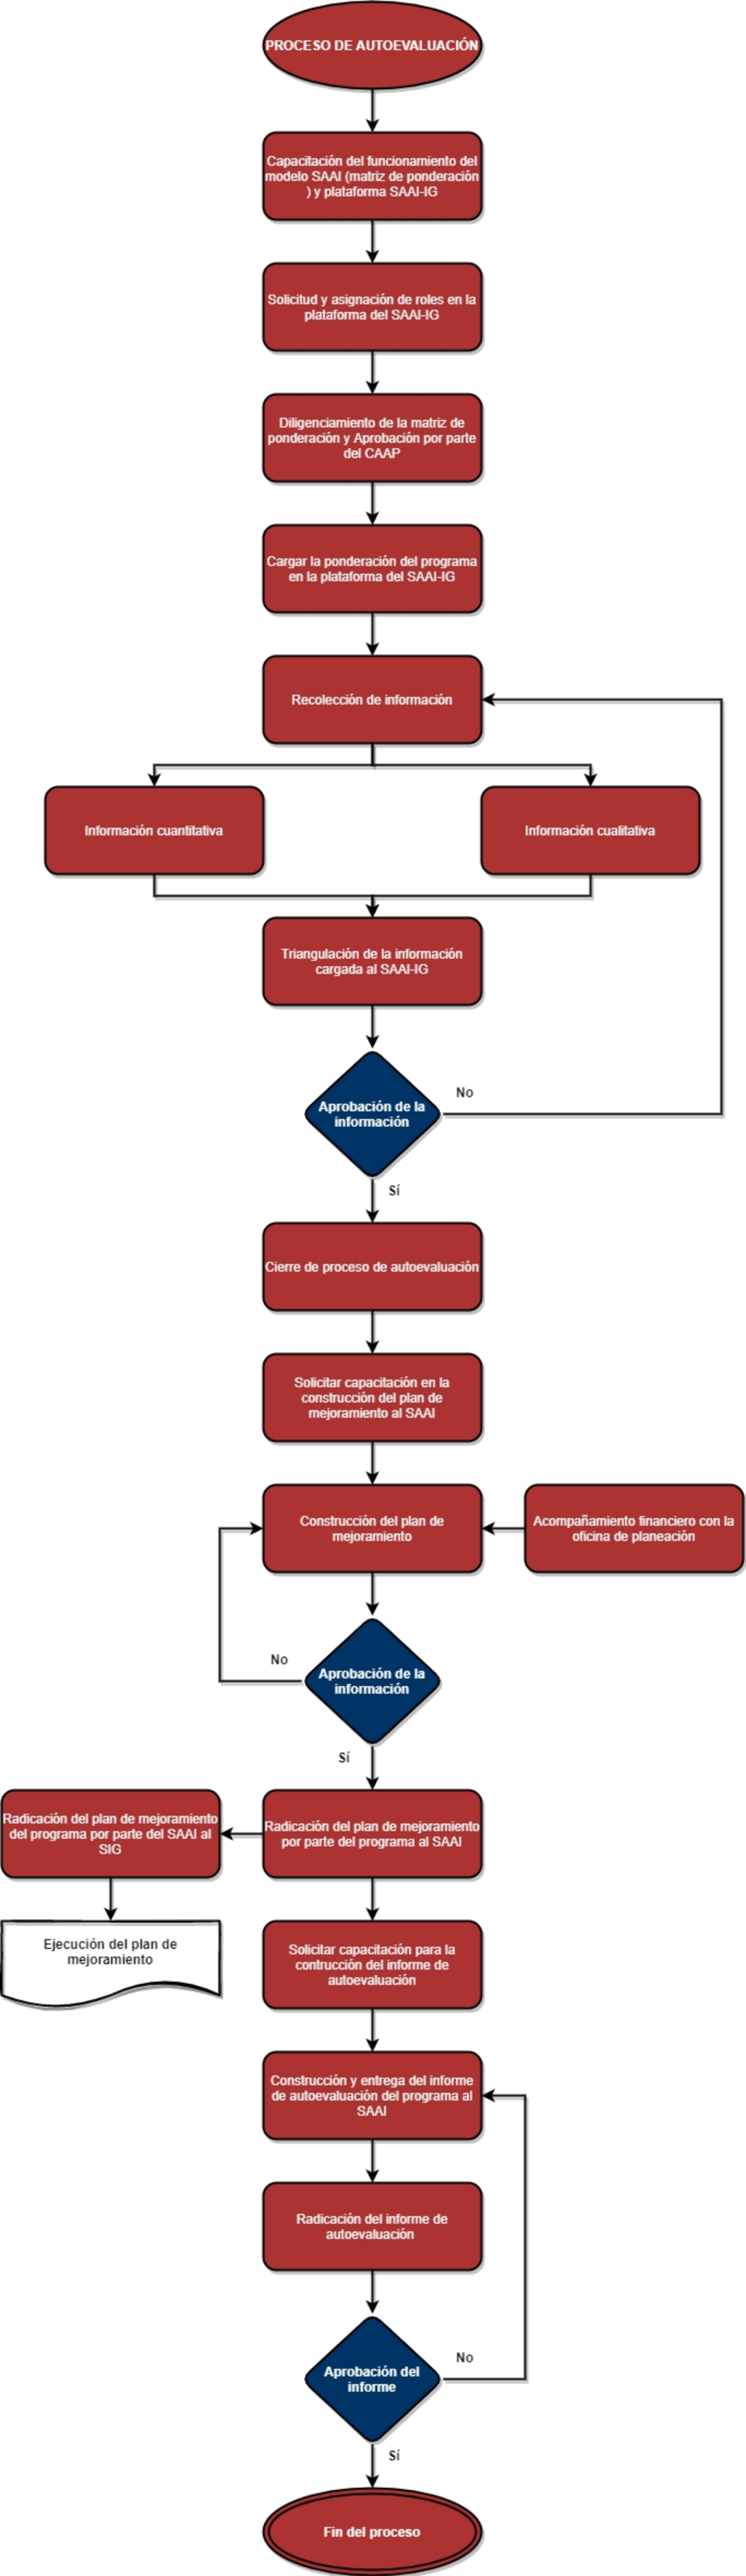 PROCESO DE AUTOEVALUACIÓN
Capacitación del funcionamiento del
modelo SAAI (matriz de ponderación
) y plataforma SAAI-IG
Solicitud y asignación de roles en la
plataforma del SAAI-IG
Diligenciamiento de la matriz de
ponderación y Aprobación por parte
del CAAP
Cargar la ponderación del programa
en la plataforma del SAAI-IG
Recolección de información
Información cuantitativa
Información cualitativa
Triangulación de la información
cargada al SAAI-IG
Aprobación de la
información
No
Sí
Cierre de proceso de autoevaluación
Solicitar capacitación en la
construcción del plan de
mejoramiento al SAAI
Construcción del plan de
mejoramiento
Acompañamiento financiero con la
oficina de planeación
No
Aprobación de la
información
Sí
Radicación del plan de mejoramiento
del programa por parte del SAAI al
SIG
Radicación del plan de mejoramiento
por parte del programa al SAAI
Ejecución del plan de
mejoramiento
Solicitar capacitación para la
contrucción del informe de
autoevaluación
Construcción y entrega del informe
de autoevaluación del programa al
SAAI
Radicación del informe de
autoevaluación
Aprobación del
informe
No
Sí
Fin del proceso